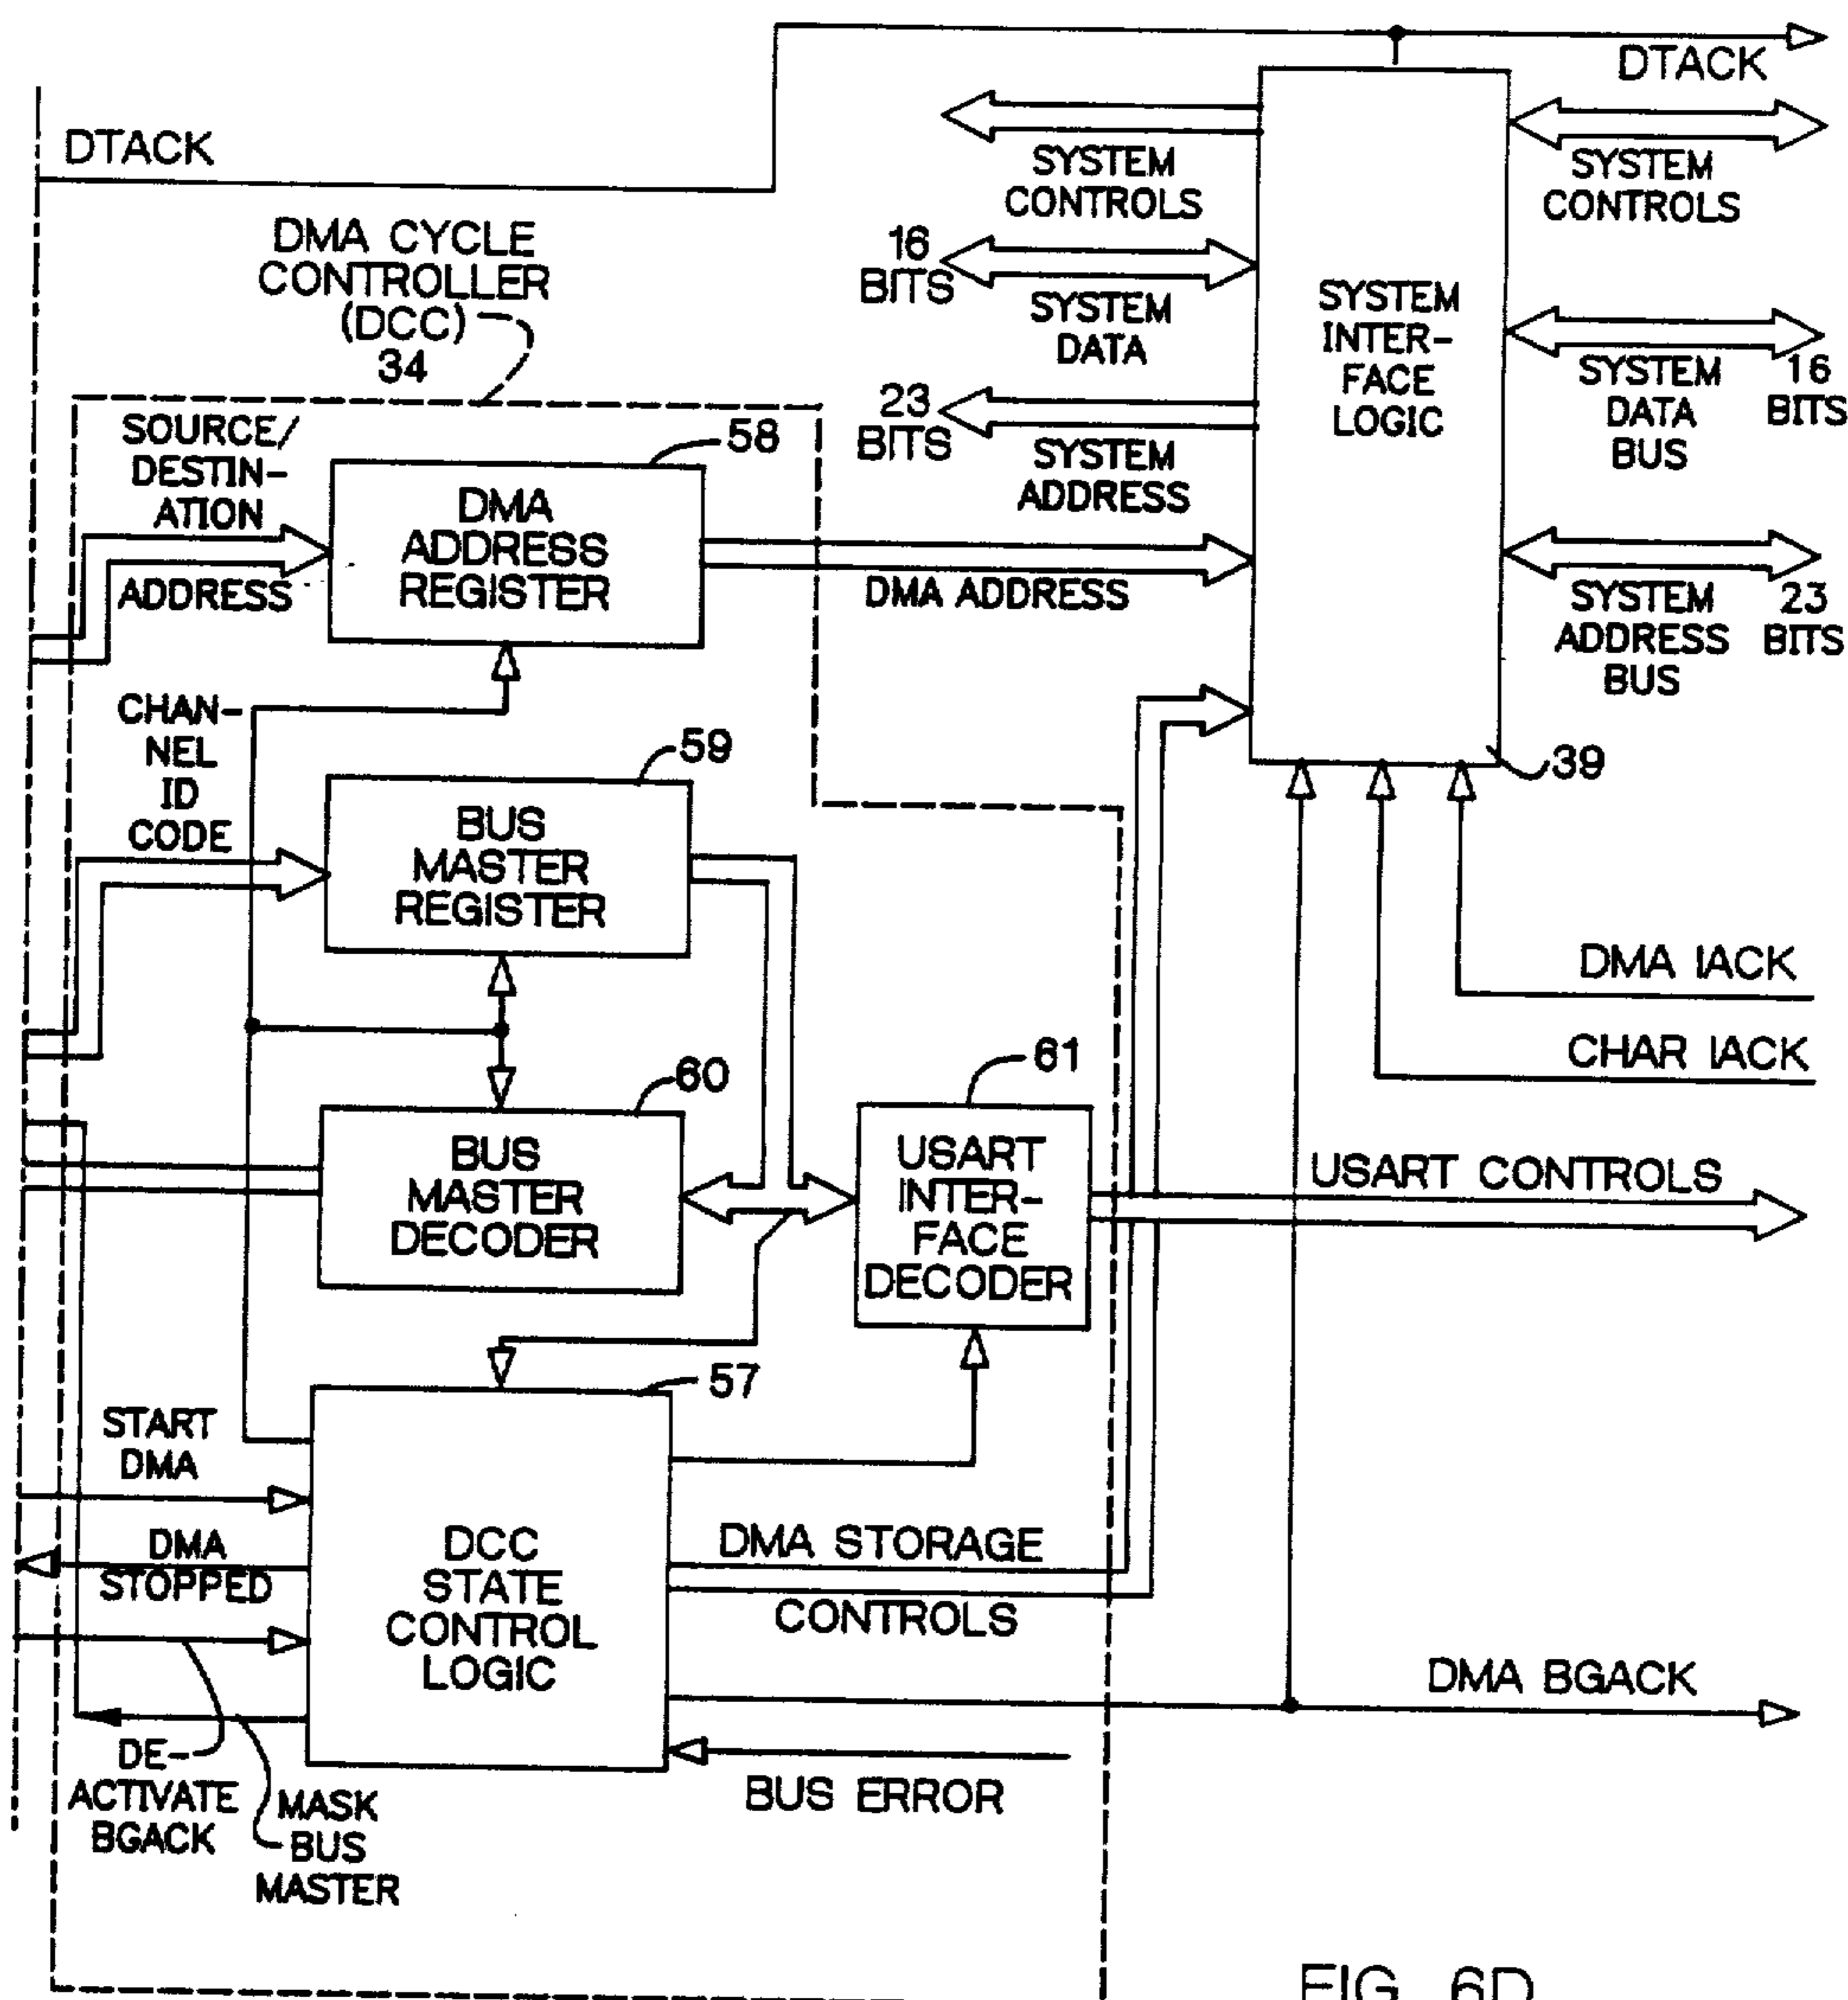 DTACK
DTACK
SYSTEM
CONTROLS
SYSTEM
CONTROLS
DMA CYCLE
CONTROLLER
(DCC)
34
16
BITS
SYSTEM
DATA
SYSTEM
INTER-
FACE
LOGIC
SYSTEM
DATA
BUS
16
BITS
23
BITS
SYSTEM
ADDRESS
SOURCE/
DESTIN-
ATION
ADDRESS
58
DMA
ADDRESS
REGISTER
DMA ADDRESS
SYSTEM
ADDRESS
BUS
23
BITS
39
CHAN-
NEL
ID
CODE
59
BUS
MASTER
REGISTER
DMA IACK
CHAR IACK
60
BUS
MASTER
DECODER
61
USART
INTER-
FACE
DECODER
USART CONTROLS
57
START
DMA
DMA
STOPPED
DCC
STATE
CONTROL
LOGIC
DMA STORAGE
CONTROLS
DMA BGACK
BUS ERROR
DE-
ACTIVATE
BGACK
MASK
BUS
MASTER
FIG. 6D